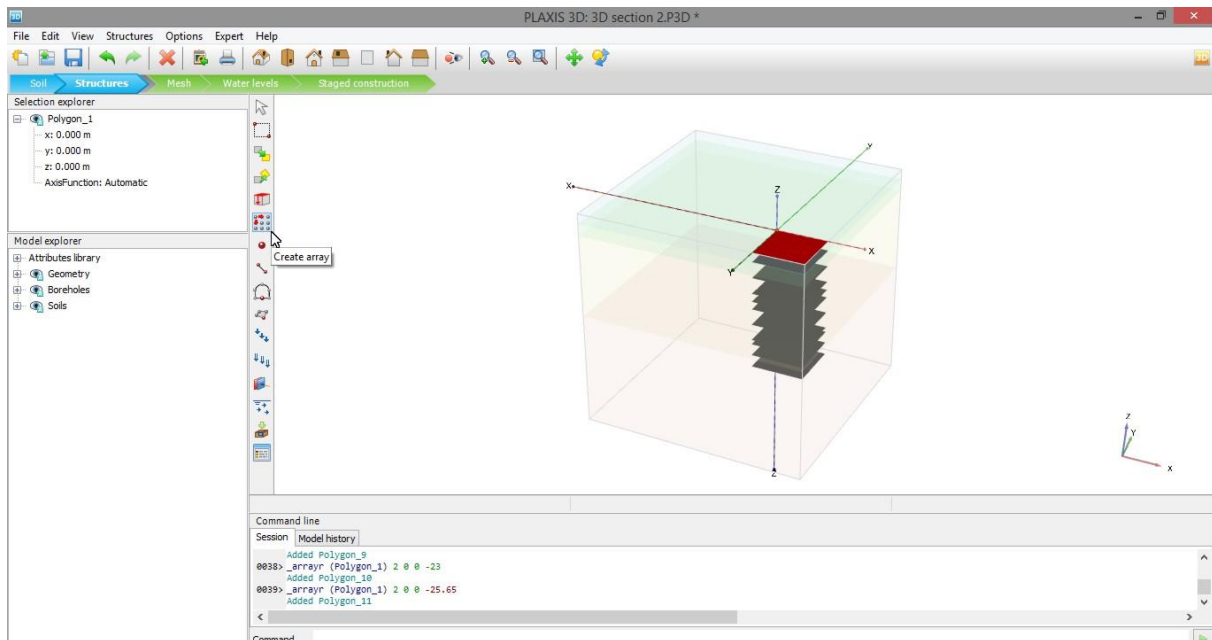 3D
PLAXIS 3D: 3D section 2.P3D *
File Edit View Structures Options Expert Help
Soil Structures Mesh Water levels Staged construction
Selection explorer
Polygon_1
x: 0.000 m
y: 0.000 m
z: 0.000 m
AxisFunction: Automatic
Model explorer
Attributes library
Geometry
Boreholes
Soils
Create array
X
Y
Z
X
Y
Z
Z
Y
X
Command line
Session Model history
Added Polygon_9
0038> _arrayr (Polygon_1) 2 0 0 -23
Added Polygon_10
0039> _arrayr (Polygon_1) 2 0 0 -25.65
Added Polygon_11
Command